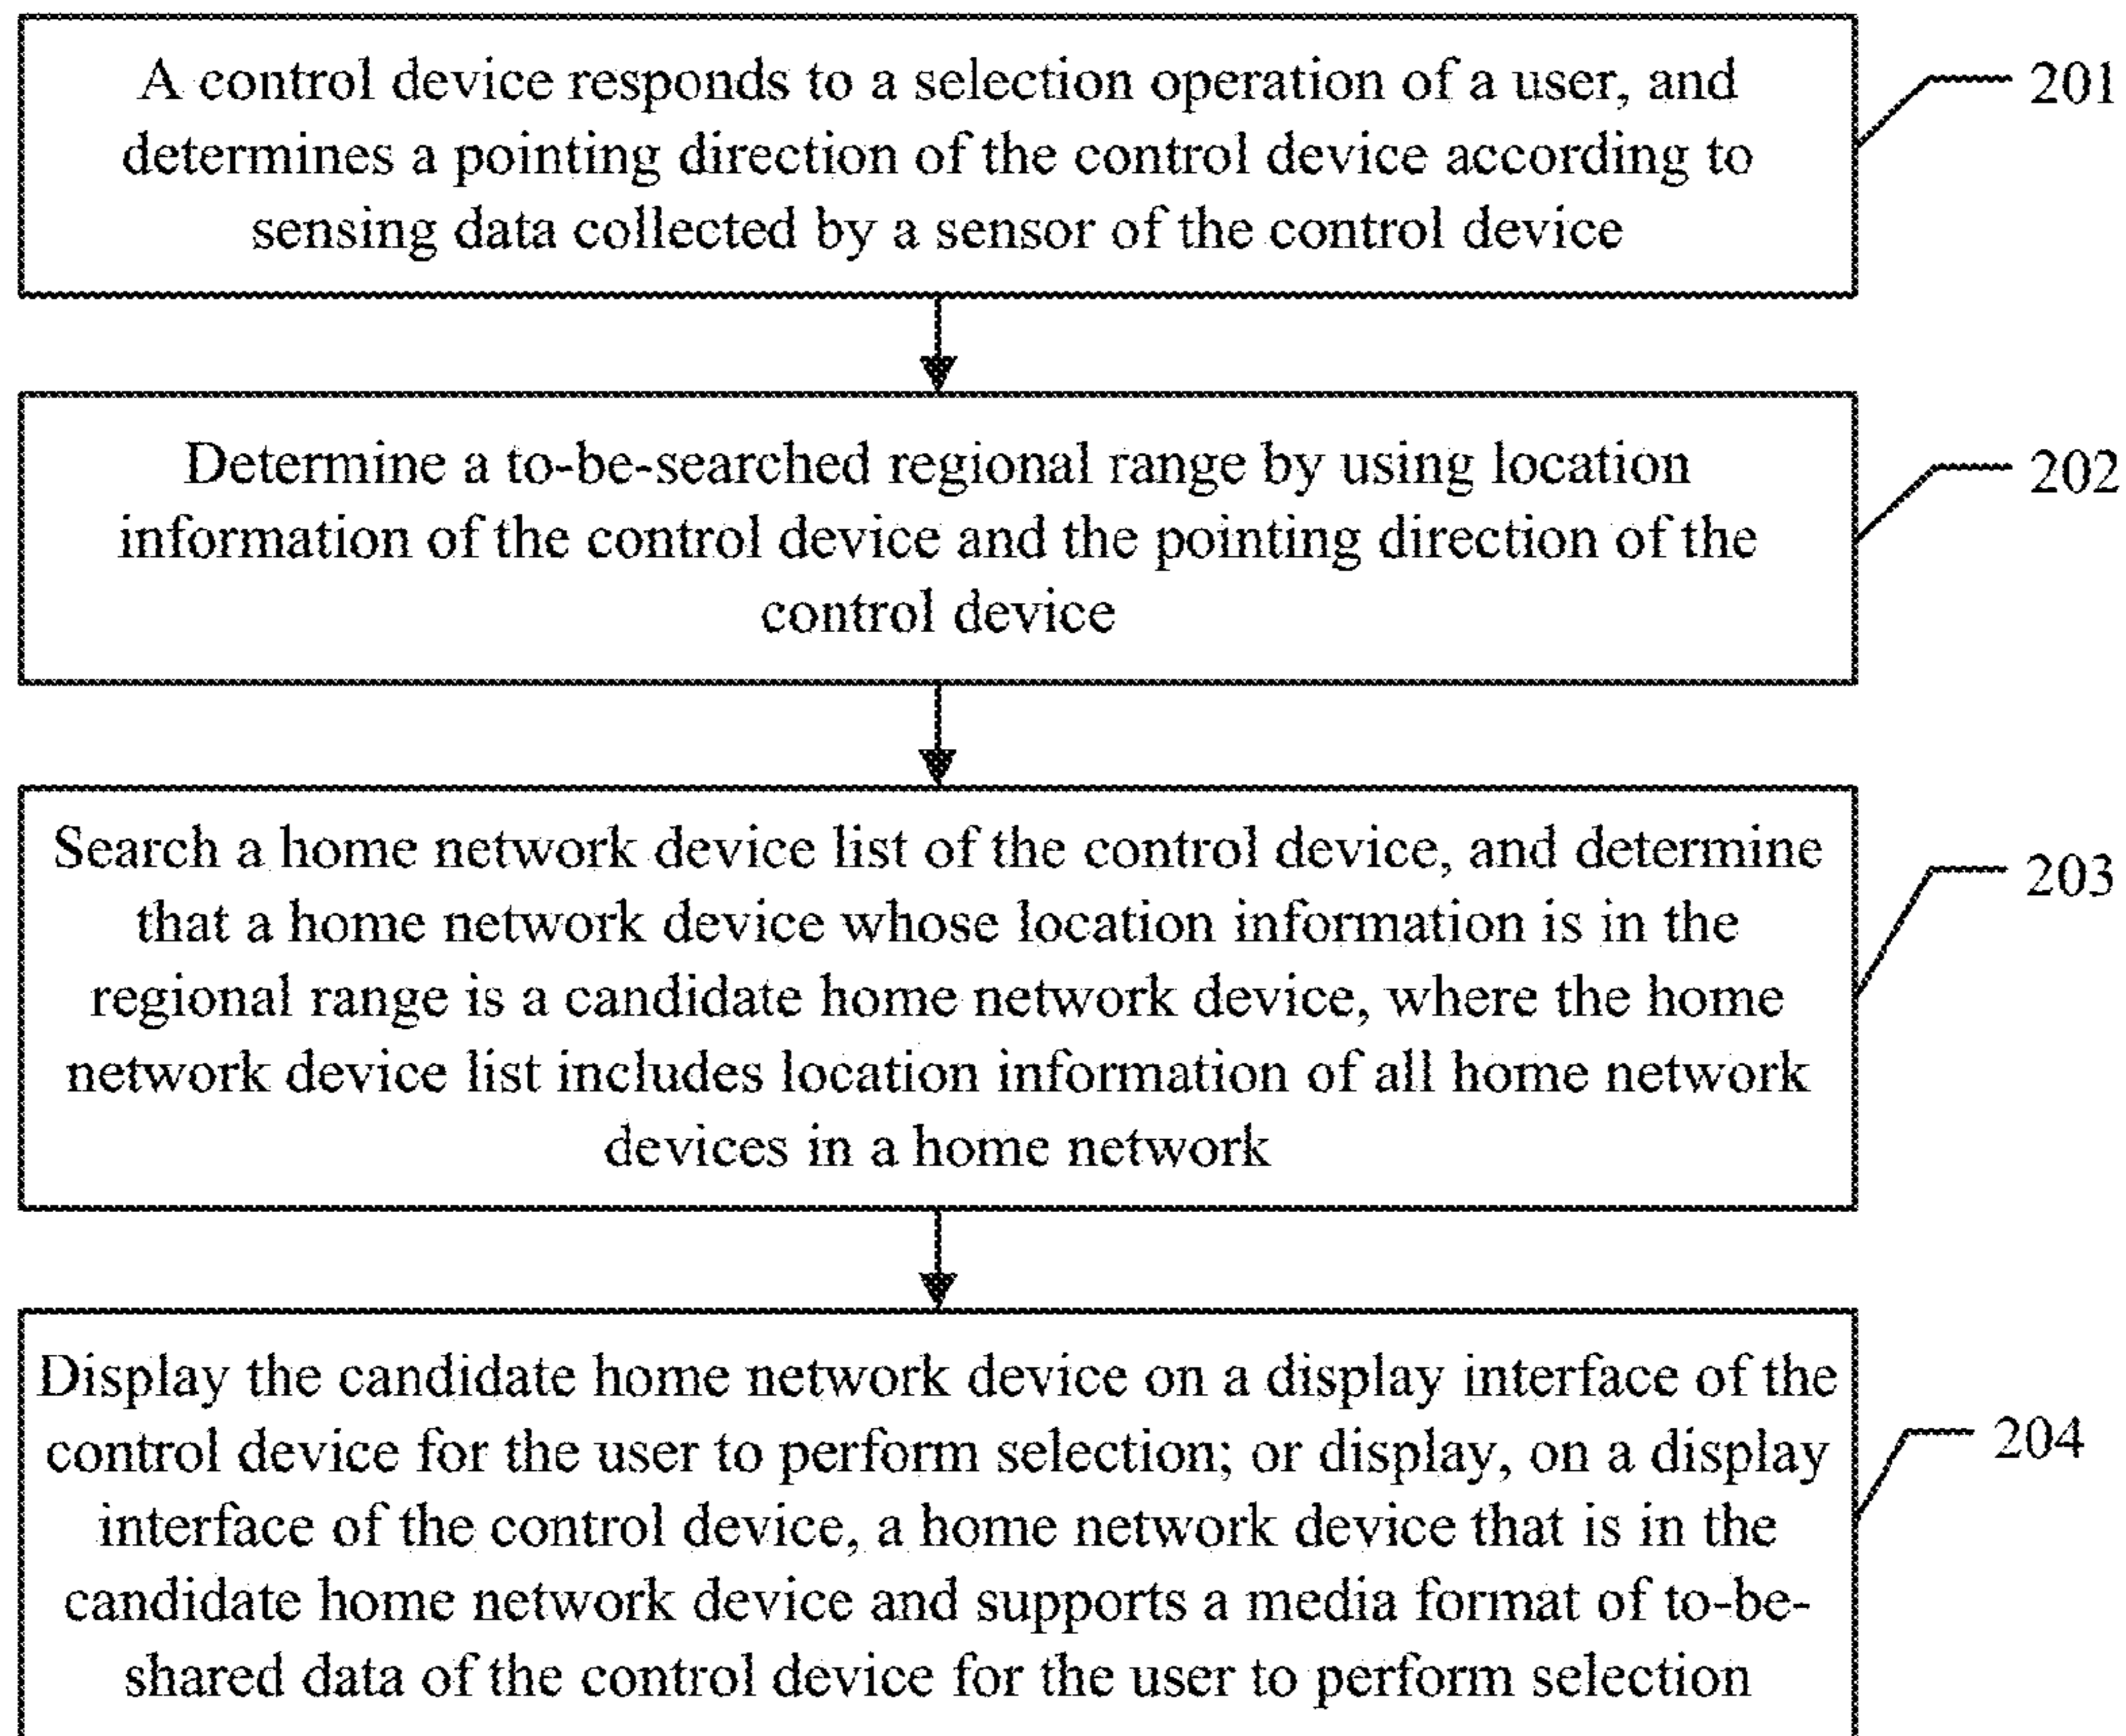 A control device responds to a selection operation of a user, and
determines a pointing direction of the control device according to
sensing data collected by a sensor of the control device
201
Determine a to-be-searched regional range by using location
information of the control device and the pointing direction of the
control device
202
Search a home network device list of the control device, and determine
that a home network device whose location information is in the
regional range is a candidate home network device, where the home
network device list includes location information of all home network
devices in a home network
203
Display the candidate home network device on a display interface of the
control device for the user to perform selection; or display, on a display
interface of the control device, a home network device that is in the
candidate home network device and supports a media format of to-be-
shared data of the control device for the user to perform selection
204